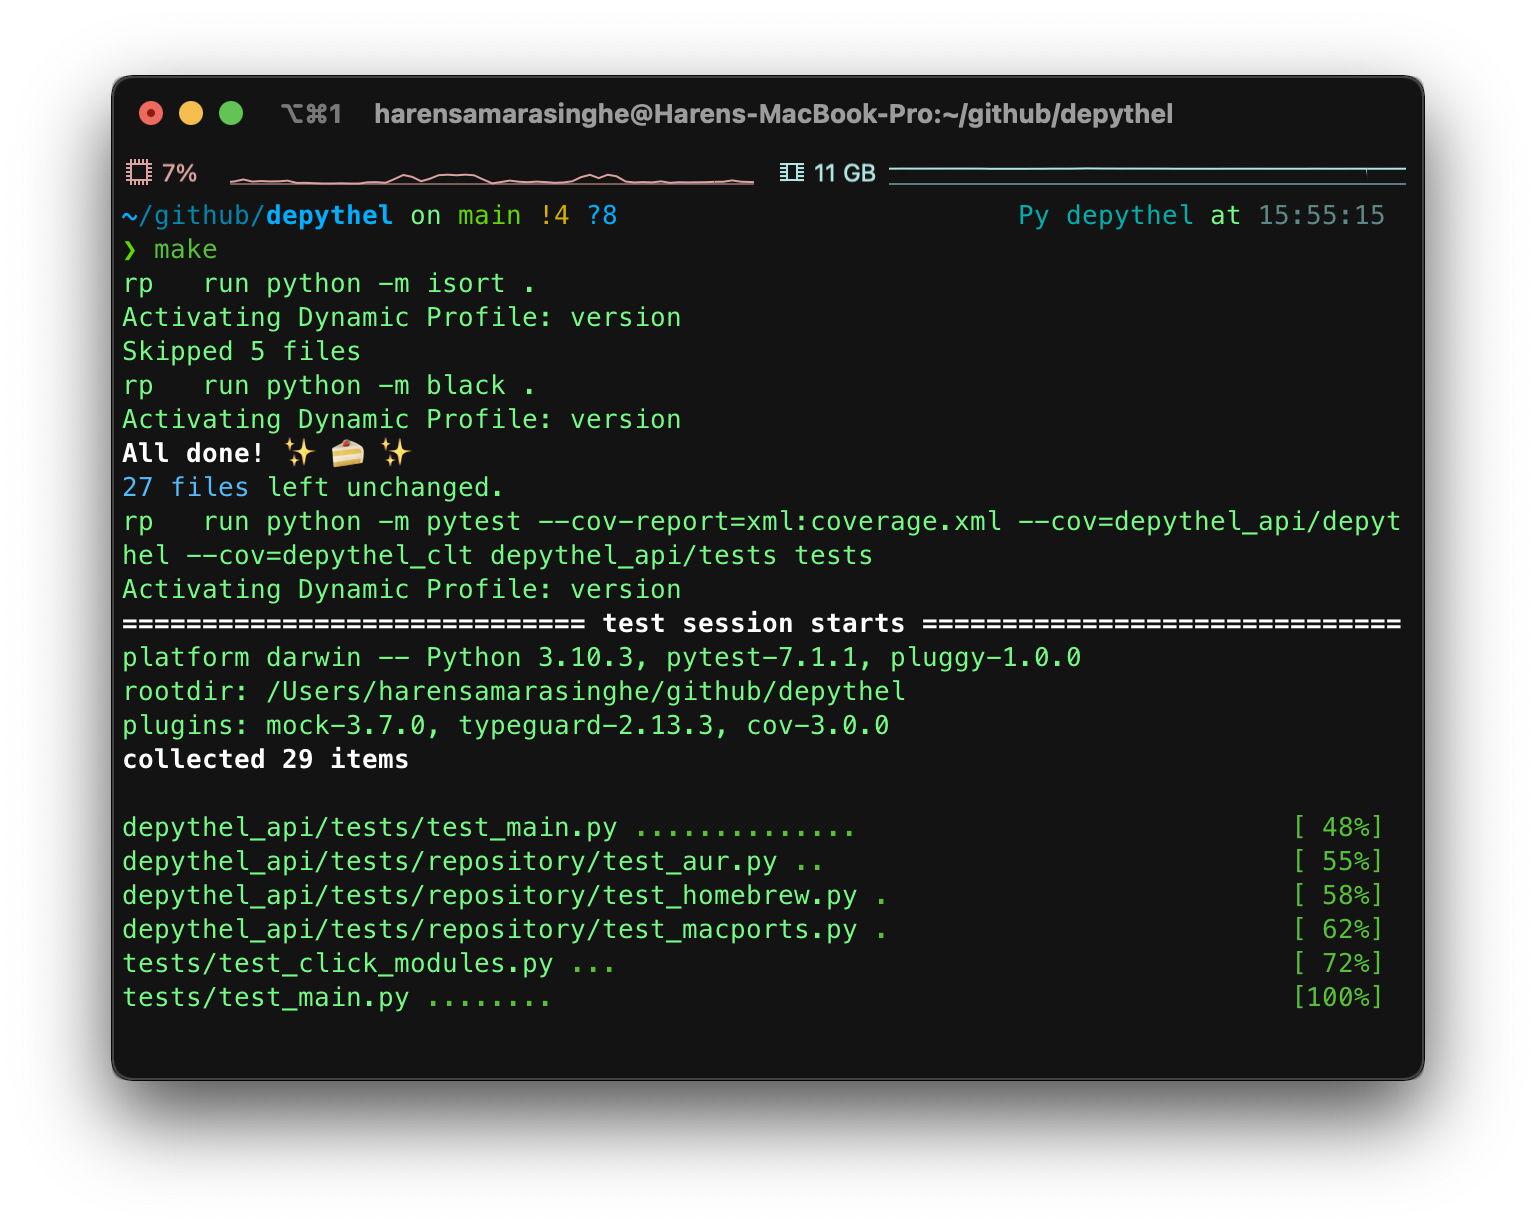 ⌥⌘1 harensamarasinghe@Harens-MacBook-Pro:~/github/depythel
7% 11 GB
~/github/depythel on main !4 ?8 Py depythel at 15:55:15
❯ make
rp   run python -m isort .
Activating Dynamic Profile: version
Skipped 5 files
rp   run python -m black .
Activating Dynamic Profile: version
All done! ✨ 🍰 ✨
27 files left unchanged.
rp   run python -m pytest --cov-report=xml:coverage.xml --cov=depythel_api/depyt
hel --cov=depythel_clt depythel_api/tests tests
Activating Dynamic Profile: version
============================= test session starts ==============================
platform darwin -- Python 3.10.3, pytest-7.1.1, pluggy-1.0.0
rootdir: /Users/harensamarasinghe/github/depythel
plugins: mock-3.7.0, typeguard-2.13.3, cov-3.0.0
collected 29 items
depythel_api/tests/test_main.py .............. [ 48%]
depythel_api/tests/repository/test_aur.py .. [ 55%]
depythel_api/tests/repository/test_homebrew.py . [ 58%]
depythel_api/tests/repository/test_macports.py . [ 62%]
tests/test_click_modules.py ... [ 72%]
tests/test_main.py ........ [100%]